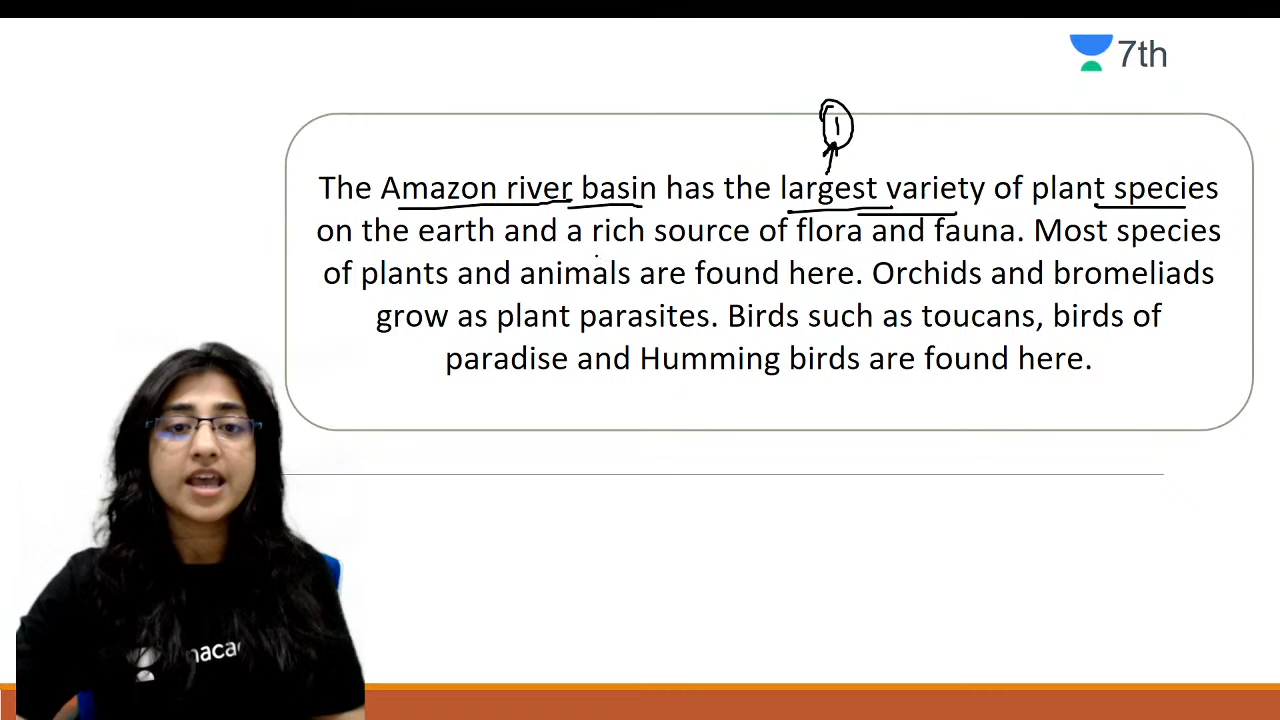 7th
1
The Amazon river basin has the largest variety of plant species
on the earth and a rich source of flora and fauna. Most species
of plants and animals are found here. Orchids and bromeliads
grow as plant parasites. Birds such as toucans, birds of
paradise and Humming birds are found here.